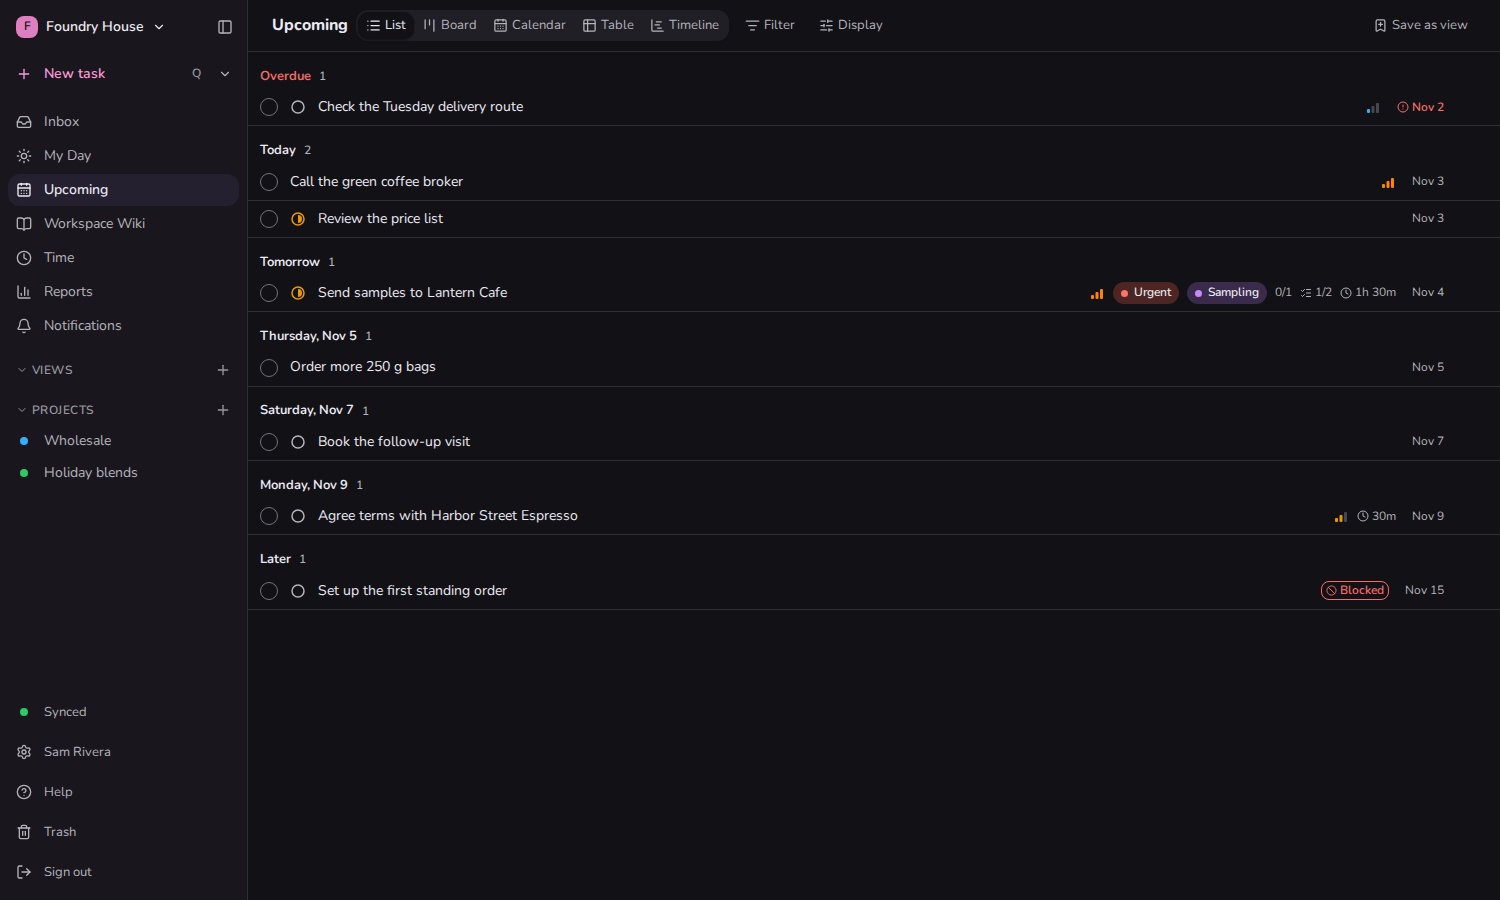 F Foundry House
New task Q
Inbox
My Day
Upcoming
Workspace Wiki
Time
Reports
Notifications
VIEWS
PROJECTS
Wholesale
Holiday blends
Synced
Sam Rivera
Help
Trash
Sign out
Upcoming List Board Calendar Table Timeline Filter Display Save as view
Overdue 1
Check the Tuesday delivery route Nov 2
Today 2
Call the green coffee broker Nov 3
Review the price list Nov 3
Tomorrow 1
Send samples to Lantern Cafe Urgent Sampling 0/1 1/2 1h 30m Nov 4
Thursday, Nov 5 1
Order more 250 g bags Nov 5
Saturday, Nov 7 1
Book the follow-up visit Nov 7
Monday, Nov 9 1
Agree terms with Harbor Street Espresso 30m Nov 9
Later 1
Set up the first standing order Blocked Nov 15